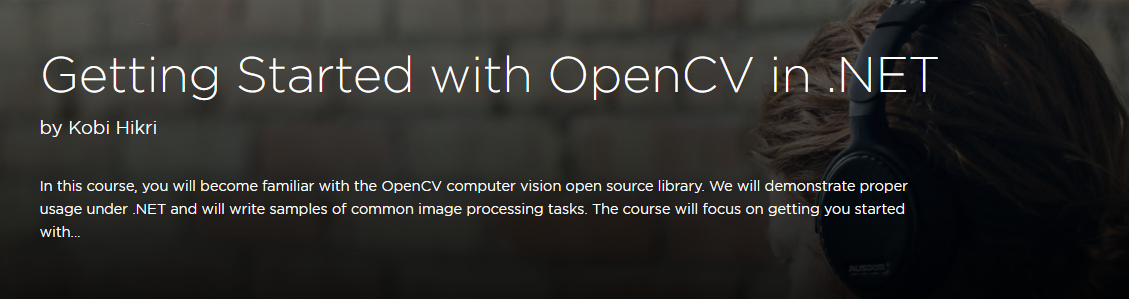 Getting Started with OpenCV in .NET
by Kobi Hikri
In this course, you will become familiar with the OpenCV computer vision open source library. We will demonstrate proper
usage under .NET and will write samples of common image processing tasks. The course will focus on getting you started
with...
AUSDOM